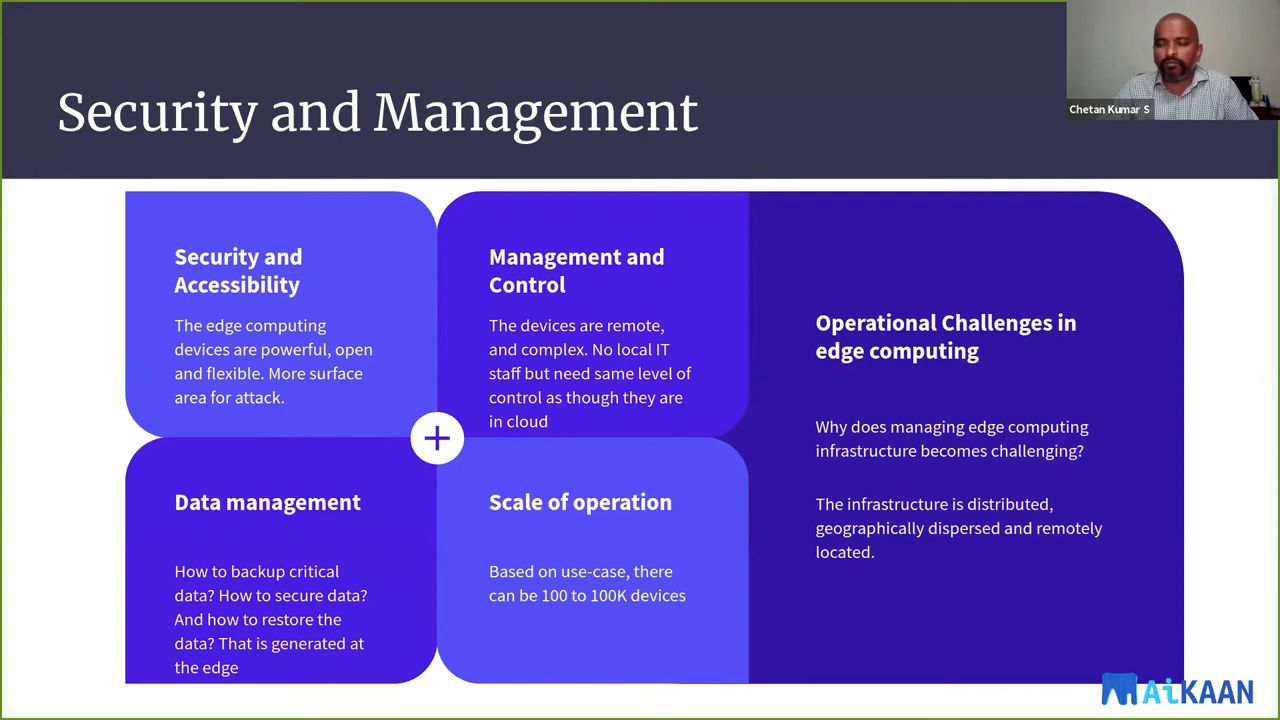 Security and Management
Chetan Kumar S
Security and
Accessibility
The edge computing
devices are powerful, open
and flexible. More surface
area for attack.
Management and
Control
The devices are remote,
and complex. No local IT
staff but need same level of
control as though they are
in cloud
Data management
How to backup critical
data? How to secure data?
And how to restore the
data? That is generated at
the edge
Scale of operation
Based on use-case, there
can be 100 to 100K devices
Operational Challenges in
edge computing
Why does managing edge computing
infrastructure becomes challenging?
The infrastructure is distributed,
geographically dispersed and remotely
located.
AiKAAN